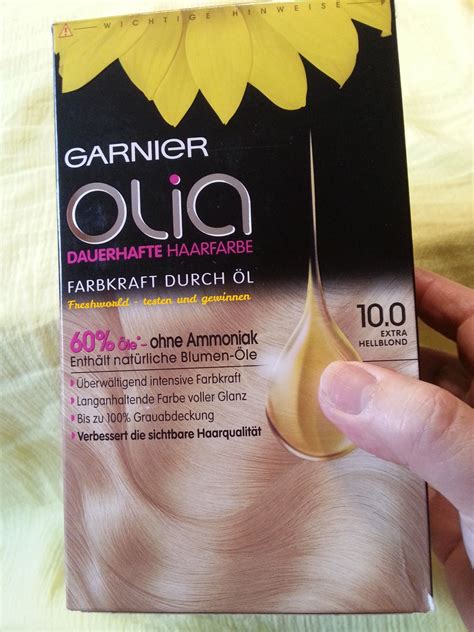 WICHTIGE HINWEISE
GARNIER
OLIA
DAUERHAFTE HAARFARBE
FARBKRAFT DURCH ÖL
Freshworld - testen und gewinnen
60% Öle*- ohne Ammoniak
Enthält natürliche Blumen-Öle
Überwältigend intensive Farbkraft
Langanhaltende Farbe voller Glanz
Bis zu 100% Grauabdeckung
Verbessert die sichtbare Haarqualität
10.0
EXTRA
HELLBLOND